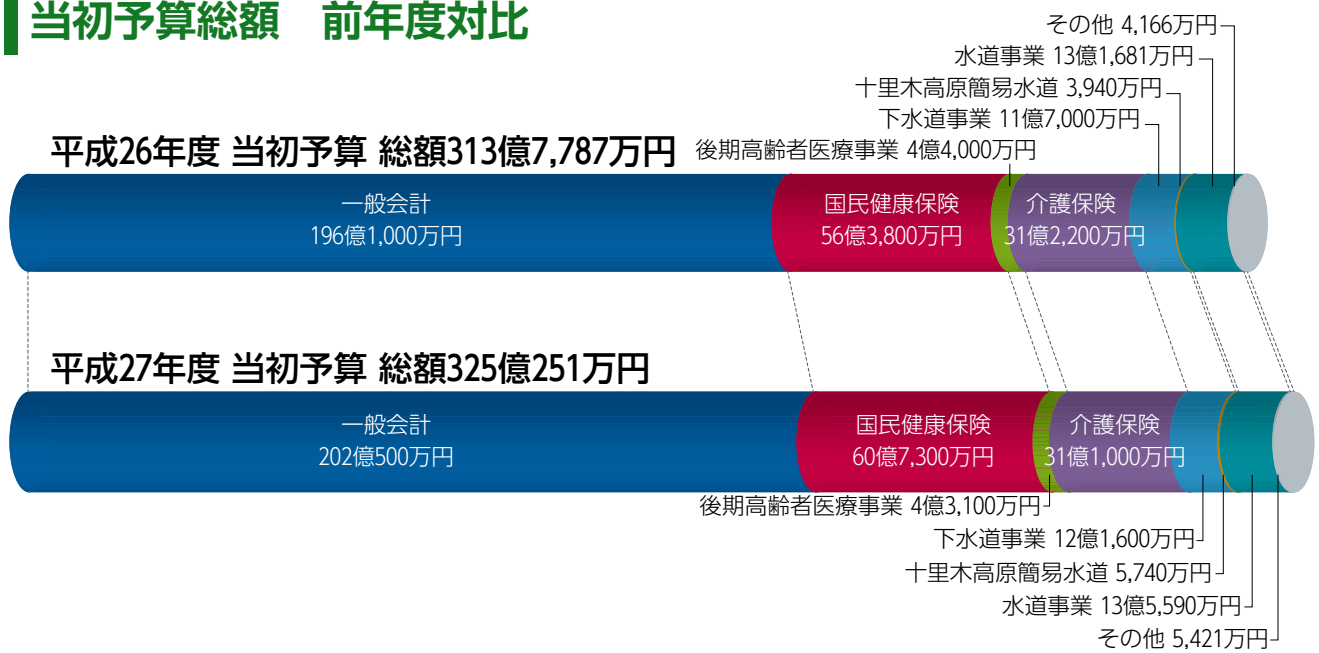 当初予算総額　前年度対比
その他 4,166万円
水道事業 13億1,681万円
十里木高原簡易水道 3,940万円
下水道事業 11億7,000万円
平成26年度 当初予算 総額313億7,787万円
後期高齢者医療事業 4億4,000万円
一般会計
196億1,000万円
国民健康保険
56億3,800万円
介護保険
31億2,200万円
平成27年度 当初予算 総額325億251万円
一般会計
202億500万円
国民健康保険
60億7,300万円
介護保険
31億1,000万円
後期高齢者医療事業 4億3,100万円
下水道事業 12億1,600万円
十里木高原簡易水道 5,740万円
水道事業 13億5,590万円
その他 5,421万円